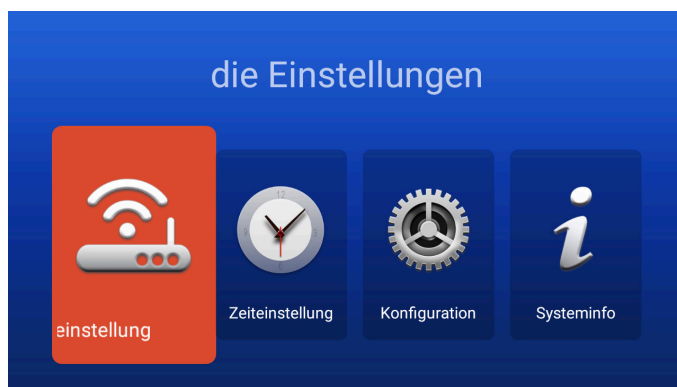 die Einstellungen
einstellung
Zeiteinstellung
Konfiguration
Systeminfo